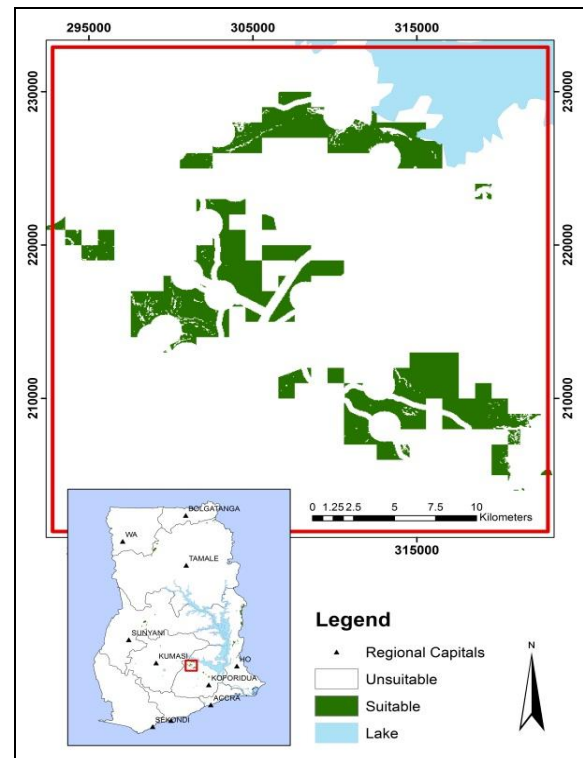 295000 305000 315000
230000
230000
220000
220000
210000
210000
0 1.25 2.5 5 7.5 10
Kilometers
315000
BOLGATANGA
WA
TAMALE
SUNYANI
KUMASI
HO
KOFORIDUA
ACCRA
SEKONDI
Legend
Regional Capitals
Unsuitable
Suitable
Lake
N